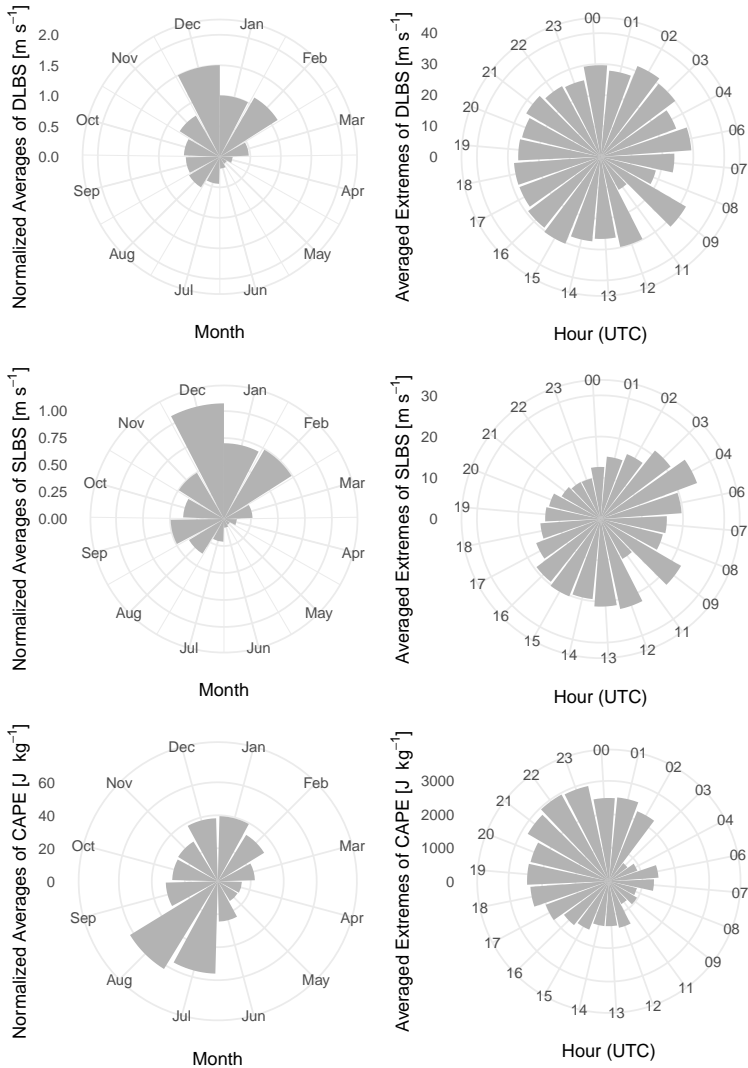 Normalized Averages of DLBS [m s⁻¹]
2.0
1.5
1.0
0.5
0.0
Dec
Jan
Nov
Feb
Oct
Mar
Sep
Apr
Aug
May
Jul
Jun
Month
Averaged Extremes of DLBS [m s⁻¹]
40
30
20
10
0
00
23
01
22
02
21
03
20
04
19
06
18
07
17
08
16
09
15
11
14
12
13
Hour (UTC)
Normalized Averages of SLBS [m s⁻¹]
1.00
0.75
0.50
0.25
0.00
Dec
Jan
Nov
Feb
Oct
Mar
Sep
Apr
Aug
May
Jul
Jun
Month
Averaged Extremes of SLBS [m s⁻¹]
30
20
10
0
00
23
01
22
02
21
03
20
04
19
06
18
07
17
08
16
09
15
11
14
12
13
Hour (UTC)
Normalized Averages of CAPE [J kg⁻¹]
60
40
20
0
Dec
Jan
Nov
Feb
Oct
Mar
Sep
Apr
Aug
May
Jul
Jun
Month
Averaged Extremes of CAPE [J kg⁻¹]
3000
2000
1000
0
00
23
01
22
02
21
03
20
04
19
06
18
07
17
08
16
09
15
11
14
12
13
Hour (UTC)